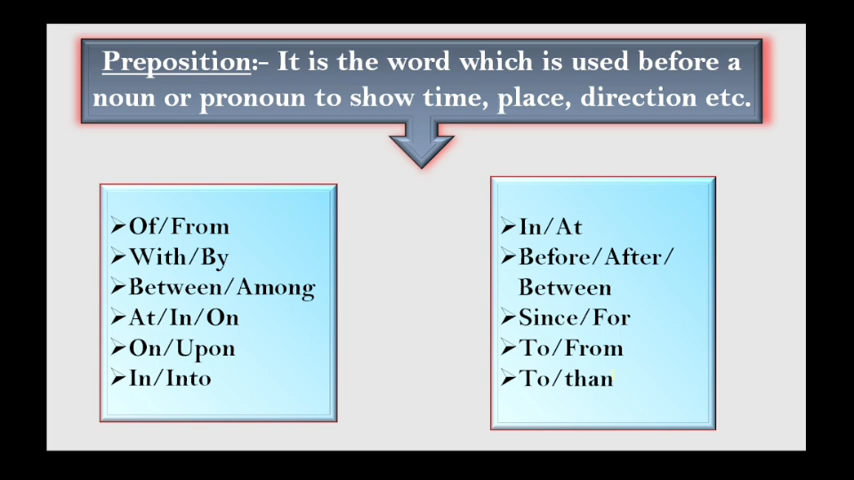 Preposition:- It is the word which is used before a
noun or pronoun to show time, place, direction etc.
➢Of/From
➢With/By
➢Between/Among
➢At/In/On
➢On/Upon
➢In/Into
➢In/At
➢Before/After/
Between
➢Since/For
➢To/From
➢To/than